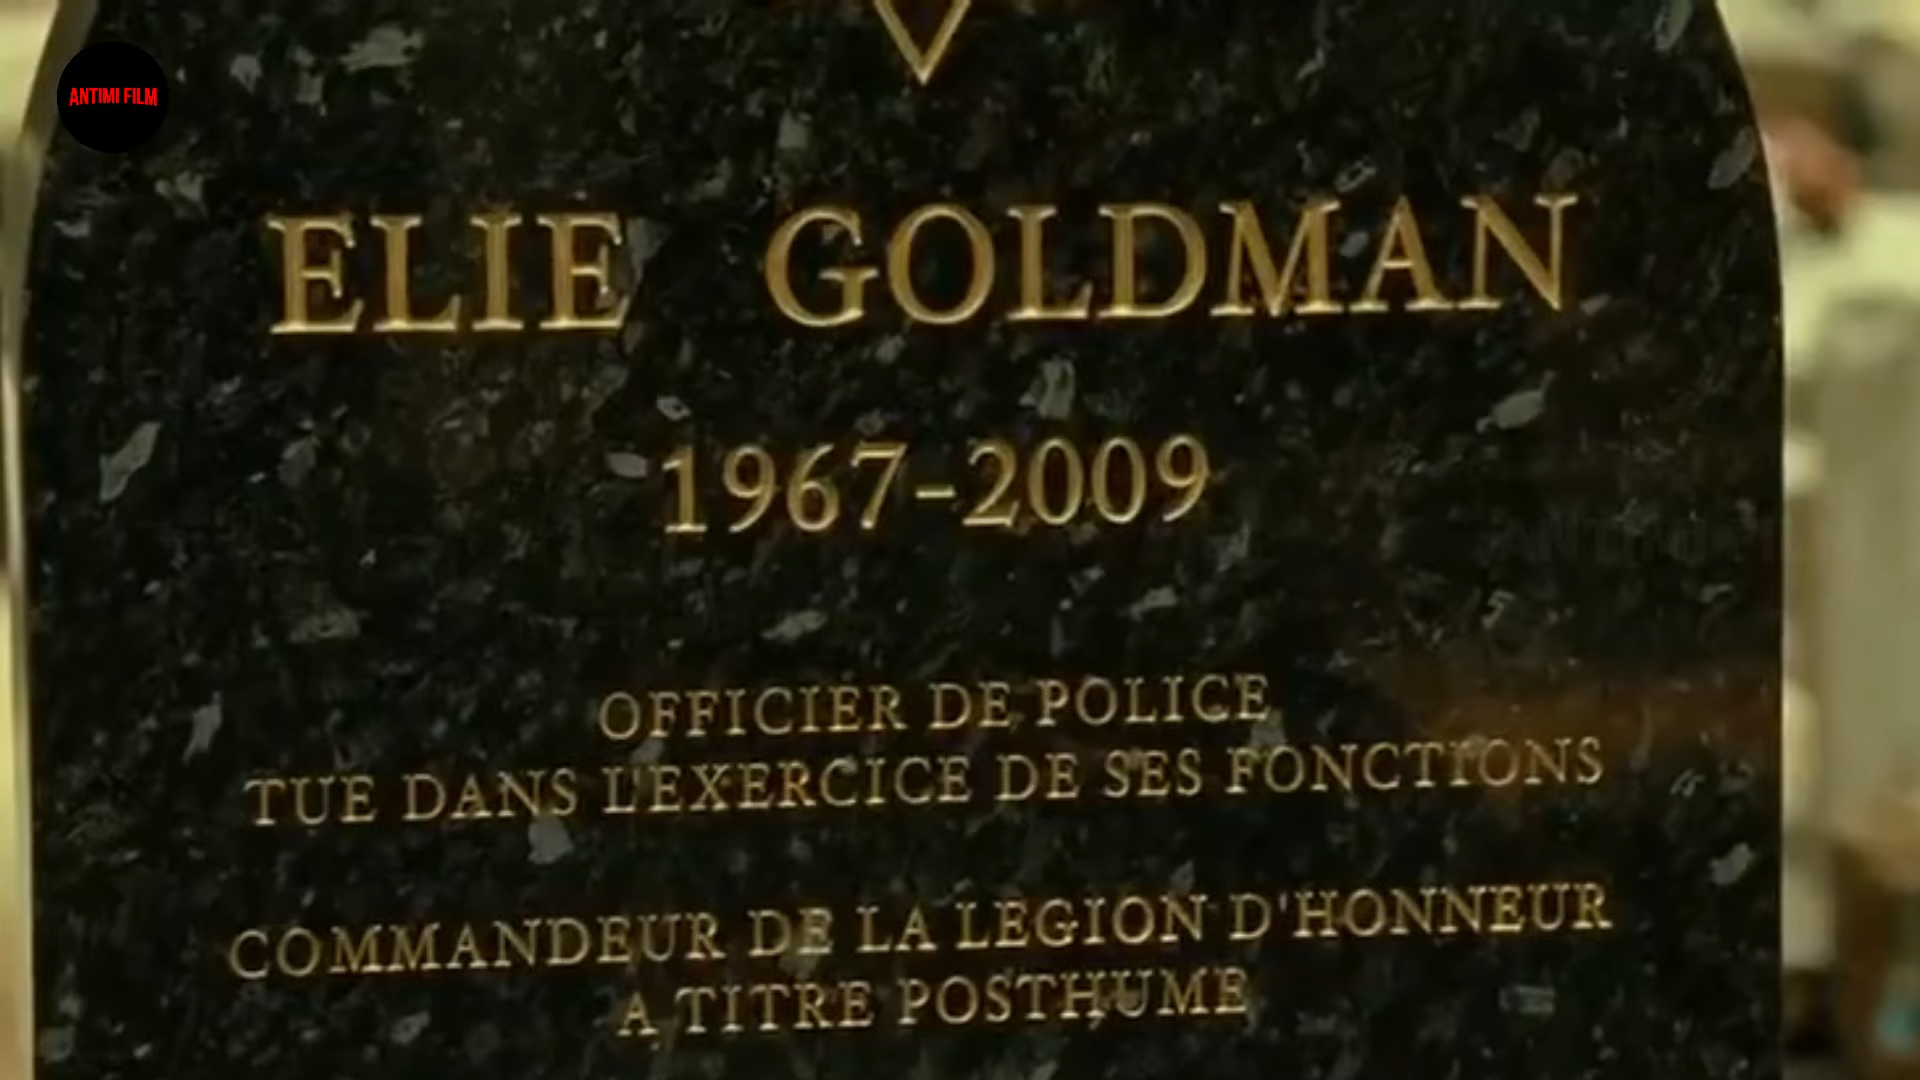 ANTIMI FILM
ELIE GOLDMAN
1967-2009
OFFICIER DE POLICE
TUE DANS L'EXERCICE DE SES FONCTIONS
COMMANDEUR DE LA LEGION D'HONNEUR
A TITRE POSTHUME